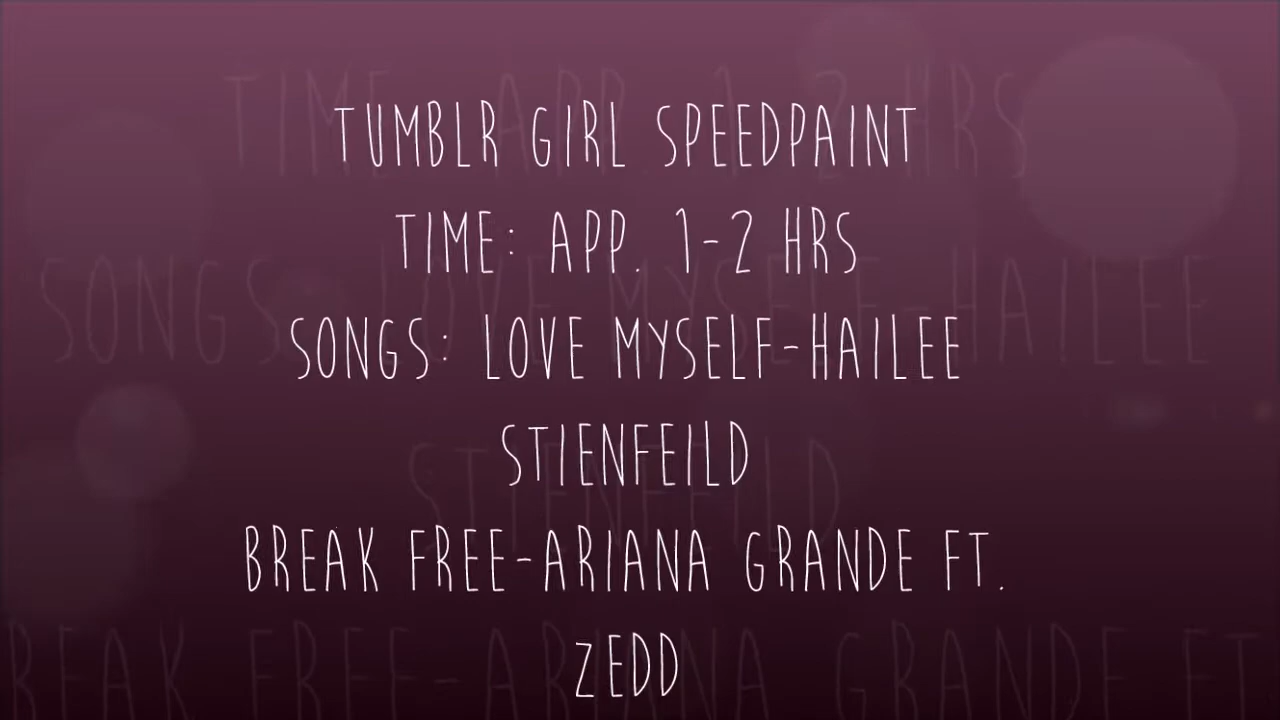 TUMBLR GIRL SPEEDPAINT
TIME: APP. 1-2 HRS
SONGS: LOVE MYSELF-HAILEE
STIENFEILD
BREAK FREE-ARIANA GRANDE FT.
ZEDD